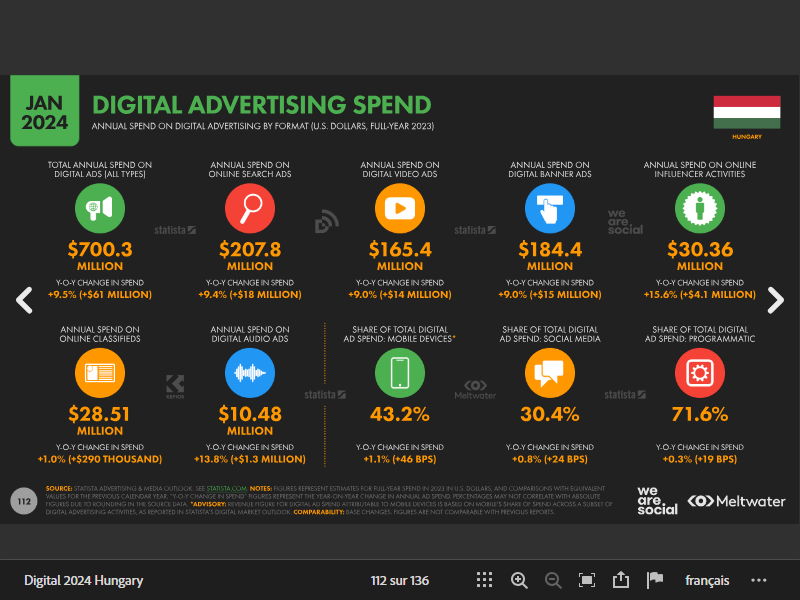 JAN
2024
DIGITAL ADVERTISING SPEND
ANNUAL SPEND ON DIGITAL ADVERTISING BY FORMAT (U.S. DOLLARS, FULL-YEAR 2023)
HUNGARY
TOTAL ANNUAL SPEND ON
DIGITAL ADS (ALL TYPES)
$700.3
MILLION
Y-O-Y CHANGE IN SPEND
+9.5% (+$61 MILLION)
ANNUAL SPEND ON
ONLINE SEARCH ADS
$207.8
MILLION
Y-O-Y CHANGE IN SPEND
+9.4% (+$18 MILLION)
ANNUAL SPEND ON
DIGITAL VIDEO ADS
$165.4
MILLION
Y-O-Y CHANGE IN SPEND
+9.0% (+$14 MILLION)
ANNUAL SPEND ON
DIGITAL BANNER ADS
$184.4
MILLION
Y-O-Y CHANGE IN SPEND
+9.0% (+$15 MILLION)
ANNUAL SPEND ON ONLINE
INFLUENCER ACTIVITIES
$30.36
MILLION
Y-O-Y CHANGE IN SPEND
+15.6% (+$4.1 MILLION)
statista
statista
we
are.
social
ANNUAL SPEND ON
ONLINE CLASSIFIEDS
$28.51
MILLION
Y-O-Y CHANGE IN SPEND
+1.0% (+$290 THOUSAND)
ANNUAL SPEND ON
DIGITAL AUDIO ADS
$10.48
MILLION
Y-O-Y CHANGE IN SPEND
+13.8% (+$1.3 MILLION)
SHARE OF TOTAL DIGITAL
AD SPEND: MOBILE DEVICES*
43.2%
Y-O-Y CHANGE IN SPEND
+1.1% (+46 BPS)
SHARE OF TOTAL DIGITAL
AD SPEND: SOCIAL MEDIA
30.4%
Y-O-Y CHANGE IN SPEND
+0.8% (+24 BPS)
SHARE OF TOTAL DIGITAL
AD SPEND: PROGRAMMATIC
71.6%
Y-O-Y CHANGE IN SPEND
+0.3% (+19 BPS)
KEPIOS
statista
Meltwater
statista
112
SOURCE: STATISTA ADVERTISING & MEDIA OUTLOOK. SEE STATISTA.COM. NOTES: FIGURES REPRESENT ESTIMATES FOR FULL-YEAR SPEND IN 2023 IN U.S. DOLLARS, AND COMPARISONS WITH EQUIVALENT
VALUES FOR THE PREVIOUS CALENDAR YEAR. "Y-O-Y CHANGE IN SPEND" FIGURES REPRESENT THE YEAR-ON-YEAR CHANGE IN ANNUAL AD SPEND. PERCENTAGES MAY NOT CORRELATE WITH ABSOLUTE
FIGURES DUE TO ROUNDING IN THE SOURCE DATA. *ADVISORY: REVENUE FIGURE FOR DIGITAL AD SPEND ATTRIBUTABLE TO MOBILE DEVICES IS BASED ON MOBILE'S SHARE OF SPEND ACROSS A SUBSET OF
DIGITAL ADVERTISING ACTIVITIES, AS REPORTED IN STATISTA'S DIGITAL MARKET OUTLOOK. COMPARABILITY: BASE CHANGES. FIGURES ARE NOT COMPARABLE WITH PREVIOUS REPORTS.
we
are.
social
Meltwater
Digital 2024 Hungary
112 sur 136
français